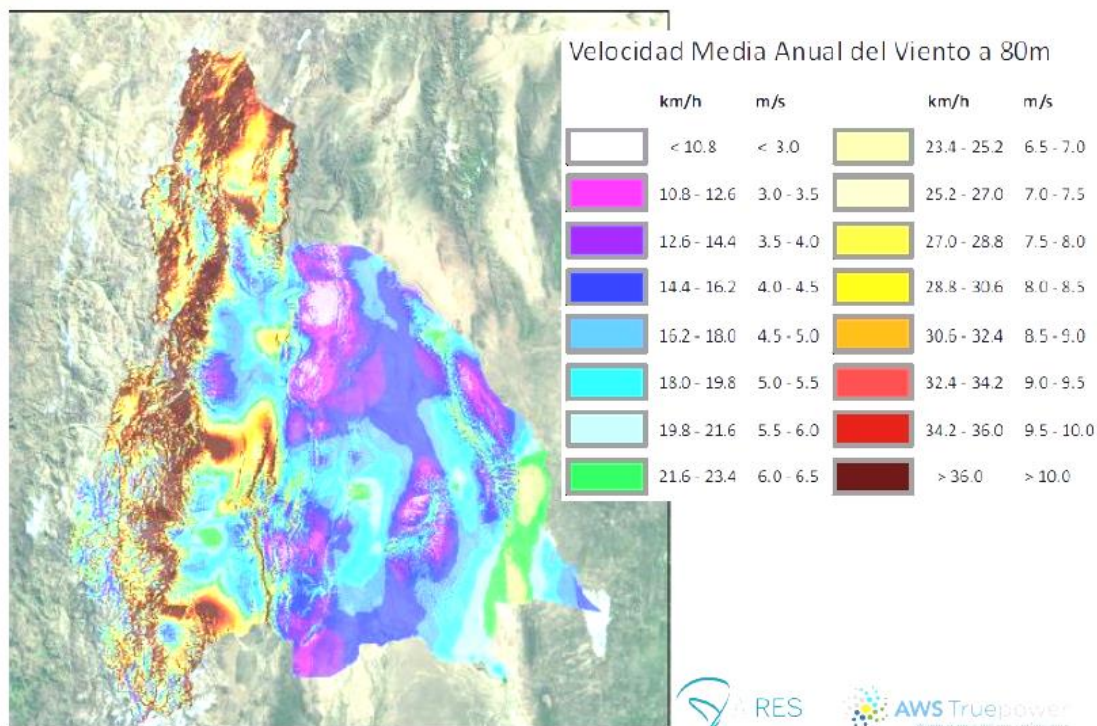 Velocidad Media Anual del Viento a 80m
km/h m/s km/h m/s
< 10.8 < 3.0 23.4 - 25.2 6.5 - 7.0
10.8 - 12.6 3.0 - 3.5 25.2 - 27.0 7.0 - 7.5
12.6 - 14.4 3.5 - 4.0 27.0 - 28.8 7.5 - 8.0
14.4 - 16.2 4.0 - 4.5 28.8 - 30.6 8.0 - 8.5
16.2 - 18.0 4.5 - 5.0 30.6 - 32.4 8.5 - 9.0
18.0 - 19.8 5.0 - 5.5 32.4 - 34.2 9.0 - 9.5
19.8 - 21.6 5.5 - 6.0 34.2 - 36.0 9.5 - 10.0
21.6 - 23.4 6.0 - 6.5 > 36.0 > 10.0
RES AWS Truepower